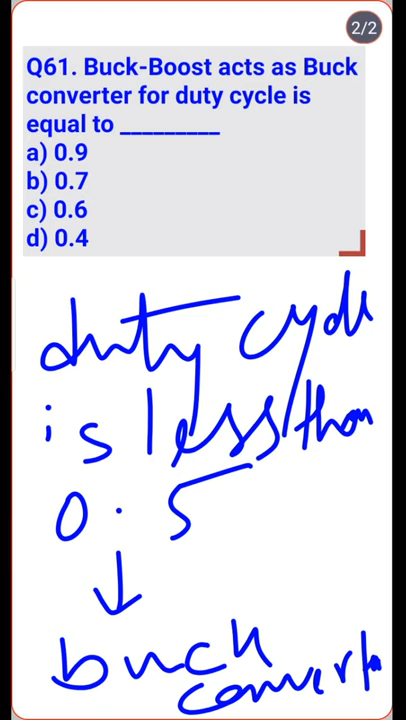 2/2
Q61. Buck-Boost acts as Buck
converter for duty cycle is
equal to _________
a) 0.9
b) 0.7
c) 0.6
d) 0.4
duty cycle
is less than
0.5
↓
buck
converter